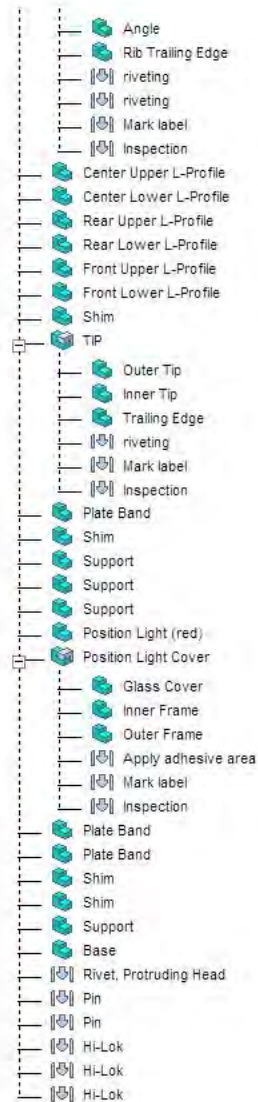 Angle
Rib Trailing Edge
riveting
riveting
Mark label
Inspection
Center Upper L-Profile
Center Lower L-Profile
Rear Upper L-Profile
Rear Lower L-Profile
Front Upper L-Profile
Front Lower L-Profile
Shim
TIP
Outer Tip
Inner Tip
Trailing Edge
riveting
Mark label
Inspection
Plate Band
Shim
Support
Support
Support
Position Light (red)
Position Light Cover
Glass Cover
Inner Frame
Outer Frame
Apply adhesive area
Mark label
Inspection
Plate Band
Plate Band
Shim
Shim
Support
Base
Rivet, Protruding Head
Pin
Pin
Hi-Lok
Hi-Lok
Hi-Lok